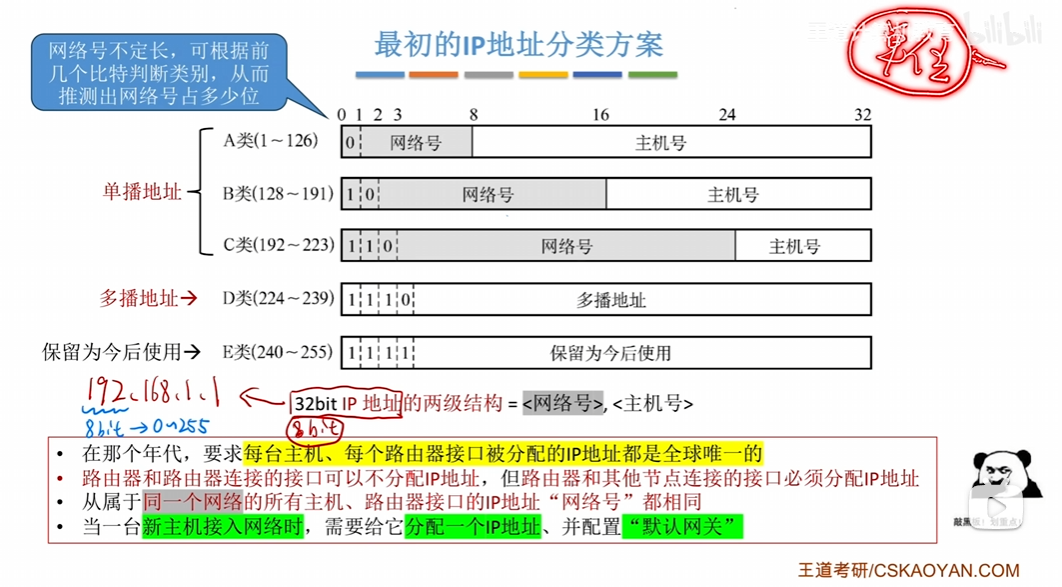 最初的IP地址分类方案
bilibili
网络号不定长，可根据前
几个比特判断类别，从而
推测出网络号占多少位
0 1 2 3 8 16 24 32
A类(1～126) 0 网络号 主机号
单播地址
B类(128～191) 1 0 网络号 主机号
C类(192～223) 1 1 0 网络号 主机号
多播地址→ D类(224～239) 1 1 1 0 多播地址
保留为今后使用→ E类(240～255) 1 1 1 1 保留为今后使用
192.168.1.1
32bit IP 地址的两级结构 = <网络号>, <主机号>
8bit→0~255
8bit
• 在那个年代，要求每台主机、每个路由器接口被分配的IP地址都是全球唯一的
• 路由器和路由器连接的接口可以不分配IP地址，但路由器和其他节点连接的接口必须分配IP地址
• 从属于同一个网络的所有主机、路由器接口的IP地址“网络号”都相同
• 当一台新主机接入网络时，需要给它分配一个IP地址、并配置“默认网关”
敲黑板！划重点！
王道考研/CSKAOYAN.COM